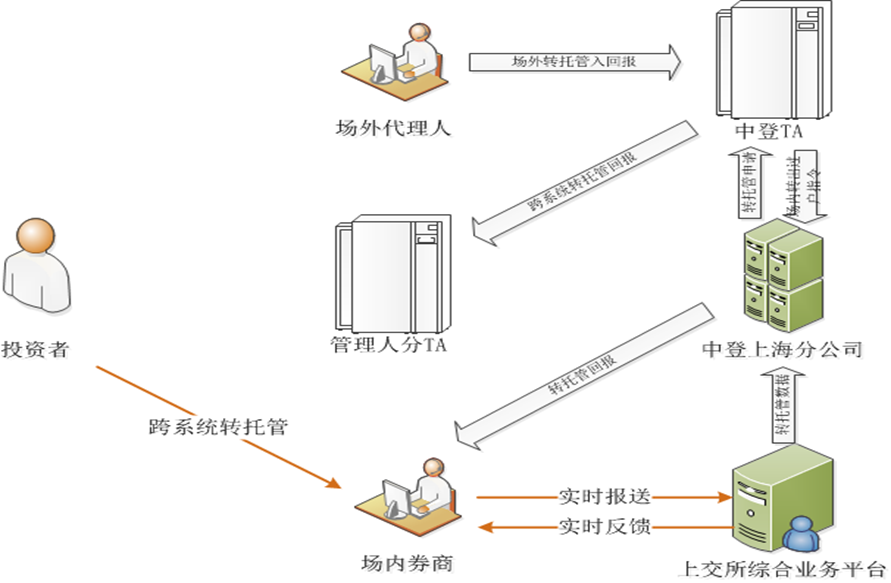 场外转托管入回报
场外代理人
中登TA
跨系统转托管回报
转托管申请
场内转出过
户指令
投资者
管理人分TA
中登上海分公司
转托管回报
转托管数据
跨系统转托管
实时报送
实时反馈
场内券商
上交所综合业务平台